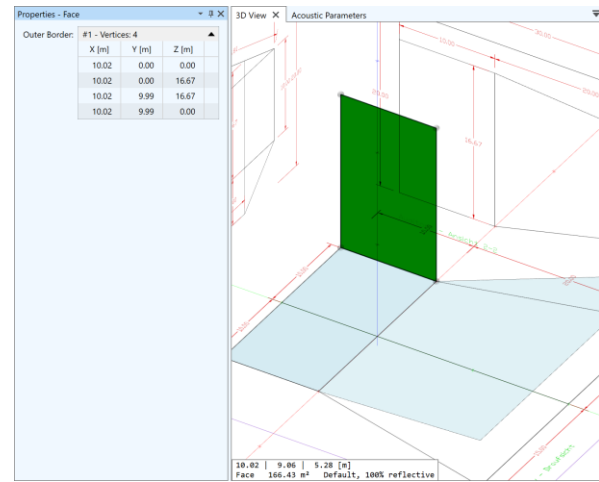 Properties - Face
Outer Border: #1 - Vertices: 4
X [m] Y [m] Z [m]
10.02 0.00 0.00
10.02 0.00 16.67
10.02 9.99 16.67
10.02 9.99 0.00
3D View Acoustic Parameters
10.00
16.67
10.02 | 9.06 | 5.28 [m]
Face 166.43 m² Default, 100% reflective